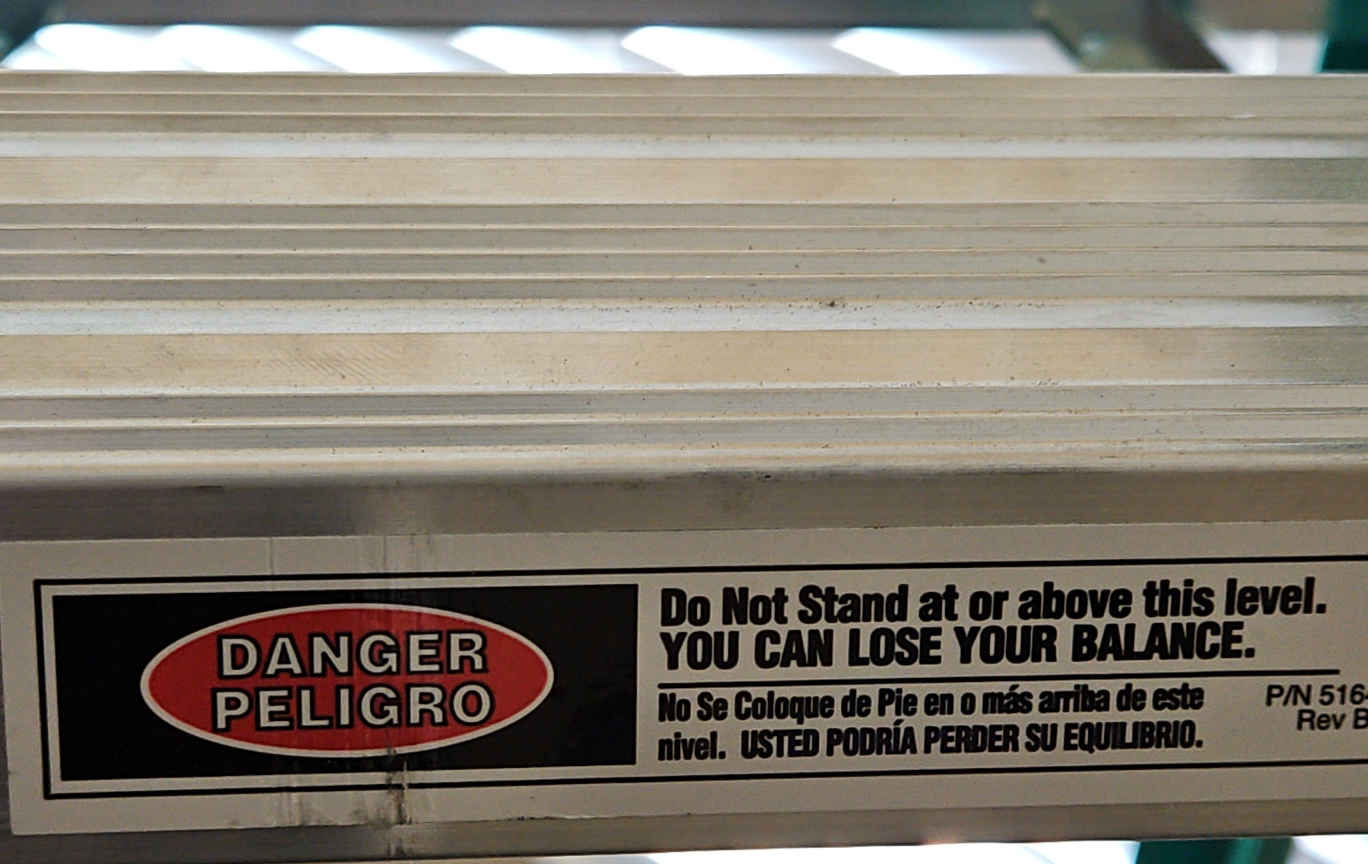 DANGER
PELIGRO
Do Not Stand at or above this level.
YOU CAN LOSE YOUR BALANCE.
No Se Coloque de Pie en o más arriba de este
nivel. USTED PODRÍA PERDER SU EQUILIBRIO.
P/N 516
Rev B